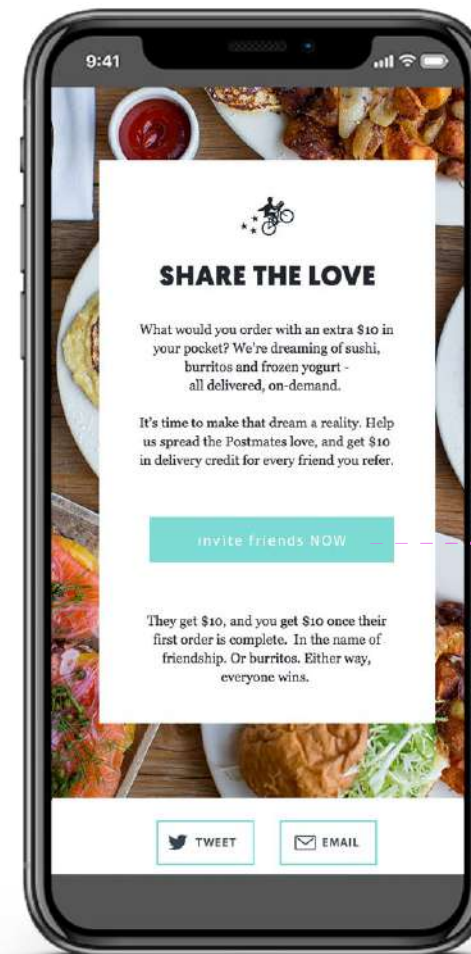 9:41
SHARE THE LOVE
What would you order with an extra $10 in
your pocket? We're dreaming of sushi,
burritos and frozen yogurt -
all delivered, on-demand.
It's time to make that dream a reality. Help
us spread the Postmates love, and get $10
in delivery credit for every friend you refer.
invite friends NOW
They get $10, and you get $10 once their
first order is complete. In the name of
friendship. Or burritos. Either way,
everyone wins.
TWEET
EMAIL